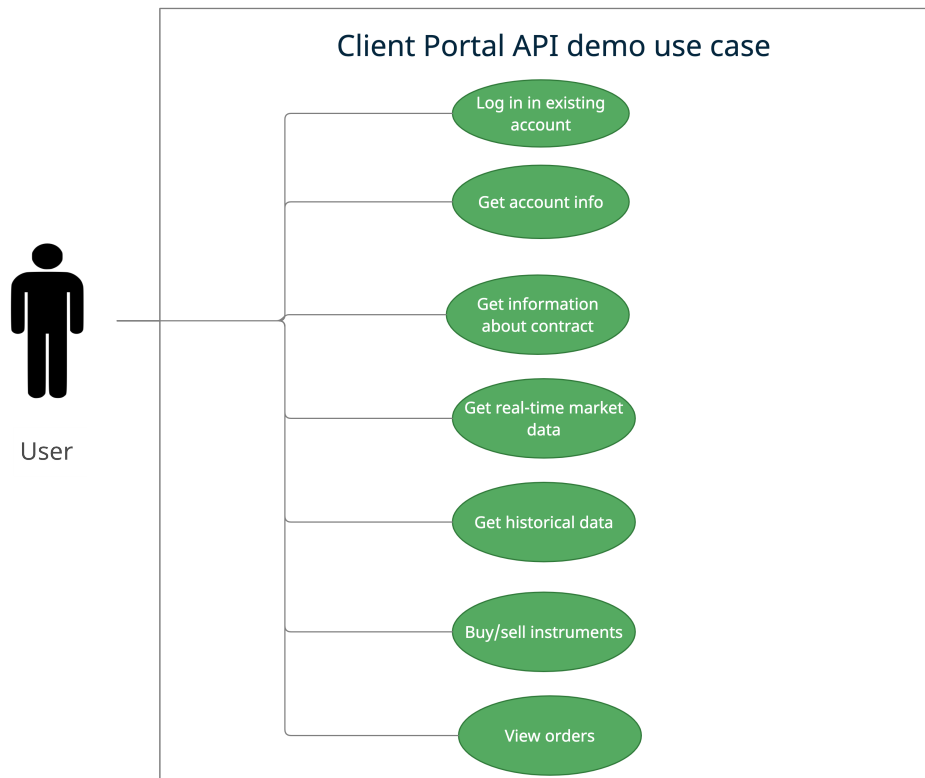 Client Portal API demo use case
Log in in existing
account
Get account info
Get information
about contract
Get real-time market
data
User
Get historical data
Buy/sell instruments
View orders